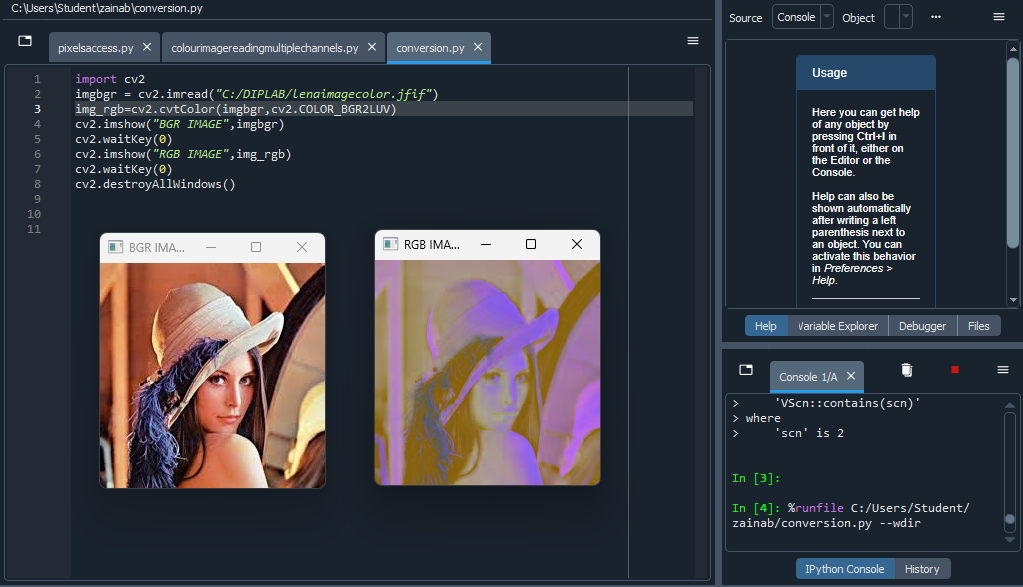 C:\Users\Student\zainab\conversion.py
pixelsaccess.py
colourimagereadingmultiplechannels.py
conversion.py
1 import cv2
2 imgbgr = cv2.imread("C:/DIPLAB/lenaimagecolor.jfif")
3 img_rgb=cv2.cvtColor(imgbgr,cv2.COLOR_BGR2LUV)
4 cv2.imshow("BGR IMAGE",imgbgr)
5 cv2.waitKey(0)
6 cv2.imshow("RGB IMAGE",img_rgb)
7 cv2.waitKey(0)
8 cv2.destroyAllWindows()
9
10
11
BGR IMA...
RGB IMA...
Source Console Object
Usage
Here you can get help
of any object by
pressing Ctrl+I in
front of it, either on
the Editor or the
Console.
Help can also be
shown automatically
after writing a left
parenthesis next to
an object. You can
activate this behavior
in Preferences >
Help.
Help Variable Explorer Debugger Files
Console 1/A
> 'VScn::contains(scn)'
> where
> 'scn' is 2
In [3]:
In [4]: %runfile C:/Users/Student/
zainab/conversion.py --wdir
IPython Console History